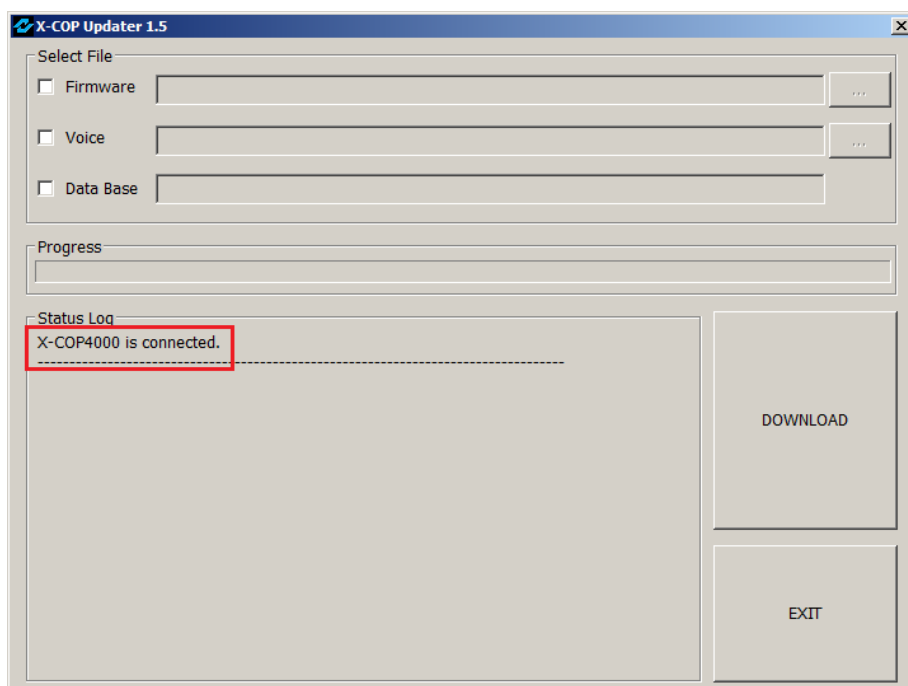 X-COP Updater 1.5
Select File
Firmware
...
Voice
...
Data Base
Progress
Status Log
X-COP4000 is connected.
--------------------------------------------------------------------------------
DOWNLOAD
EXIT